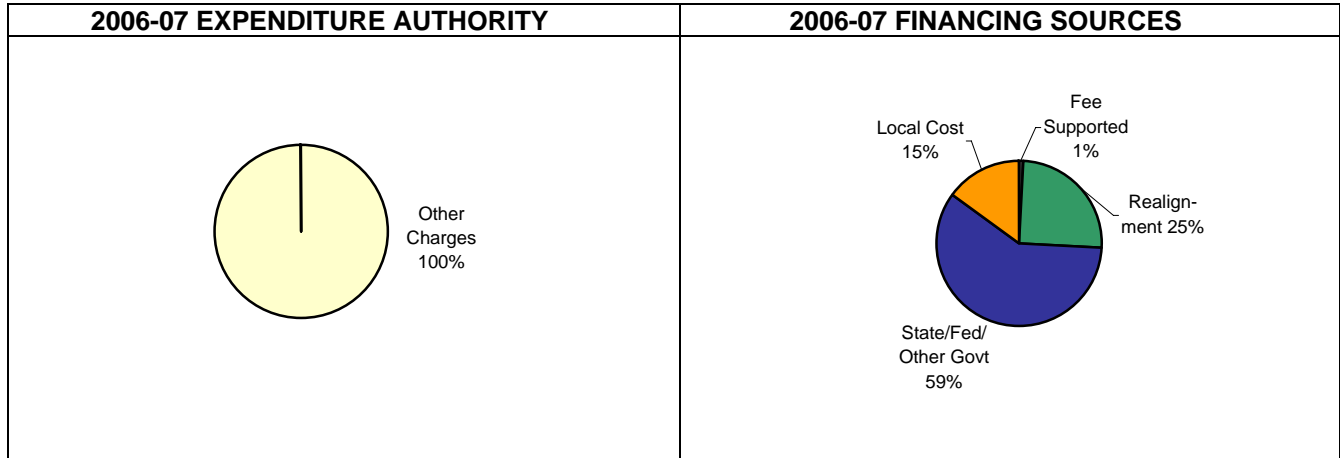 2006-07 EXPENDITURE AUTHORITY
2006-07 FINANCING SOURCES
Other
Charges
100%
Fee
Supported
1%
Local Cost
15%
Realign-
ment 25%
State/Fed/
Other Govt
59%